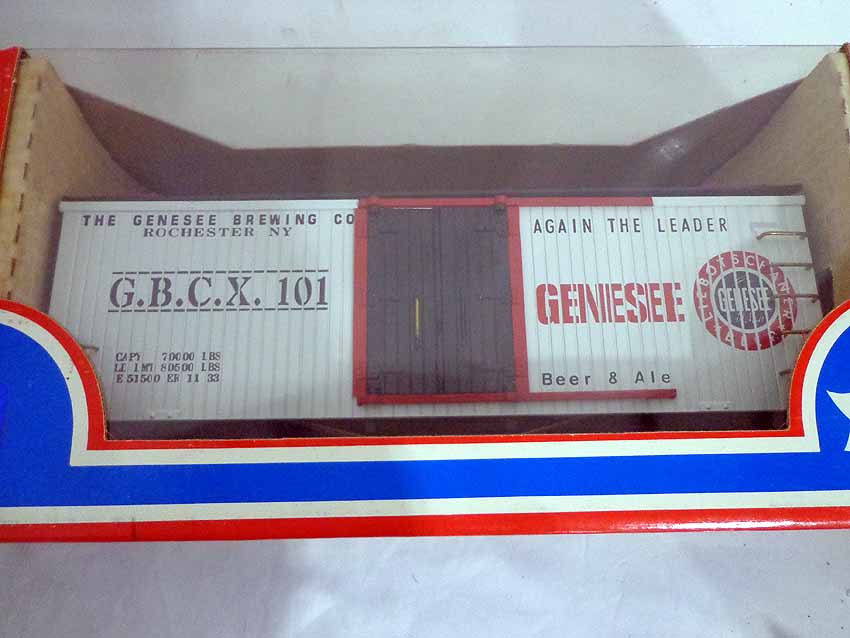 THE GENESEE BREWING CO
ROCHESTER NY
G.B.C.X. 101
CAPY 70000 LBS
LD LMT 80500 LBS
E 51500 ER 11 33
AGAIN THE LEADER
GENESEE
Beer & Ale
GENESEE